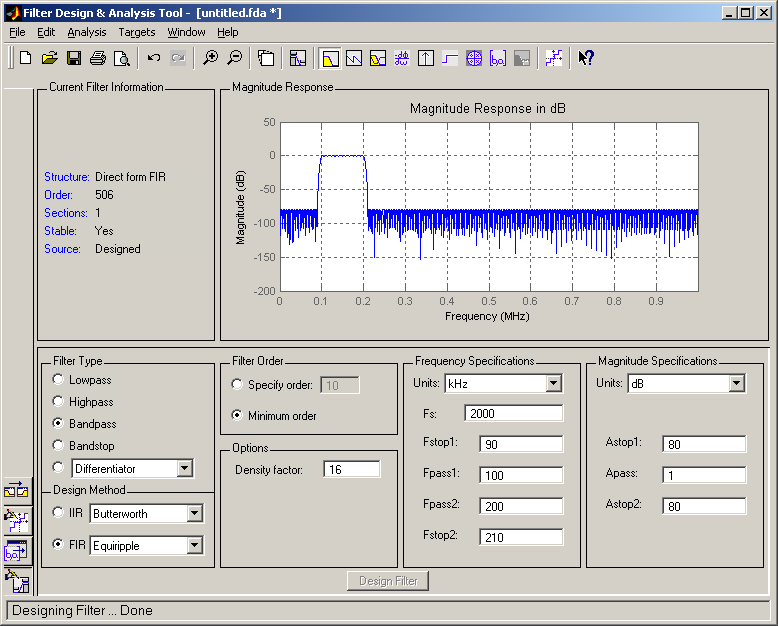 Filter Design & Analysis Tool - [untitled.fda *]
File Edit Analysis Targets Window Help
Current Filter Information
Structure: Direct form FIR
Order: 506
Sections: 1
Stable: Yes
Source: Designed
Magnitude Response
Magnitude Response in dB
Magnitude (dB)
50
0
-50
-100
-150
-200
0 0.1 0.2 0.3 0.4 0.5 0.6 0.7 0.8 0.9
Frequency (MHz)
Filter Type
Lowpass
Highpass
Bandpass
Bandstop
Differentiator
Design Method
IIR Butterworth
FIR Equiripple
Filter Order
Specify order: 10
Minimum order
Options
Density factor: 16
Frequency Specifications
Units: kHz
Fs: 2000
Fstop1: 90
Fpass1: 100
Fpass2: 200
Fstop2: 210
Magnitude Specifications
Units: dB
Astop1: 80
Apass: 1
Astop2: 80
Design Filter
Designing Filter ... Done